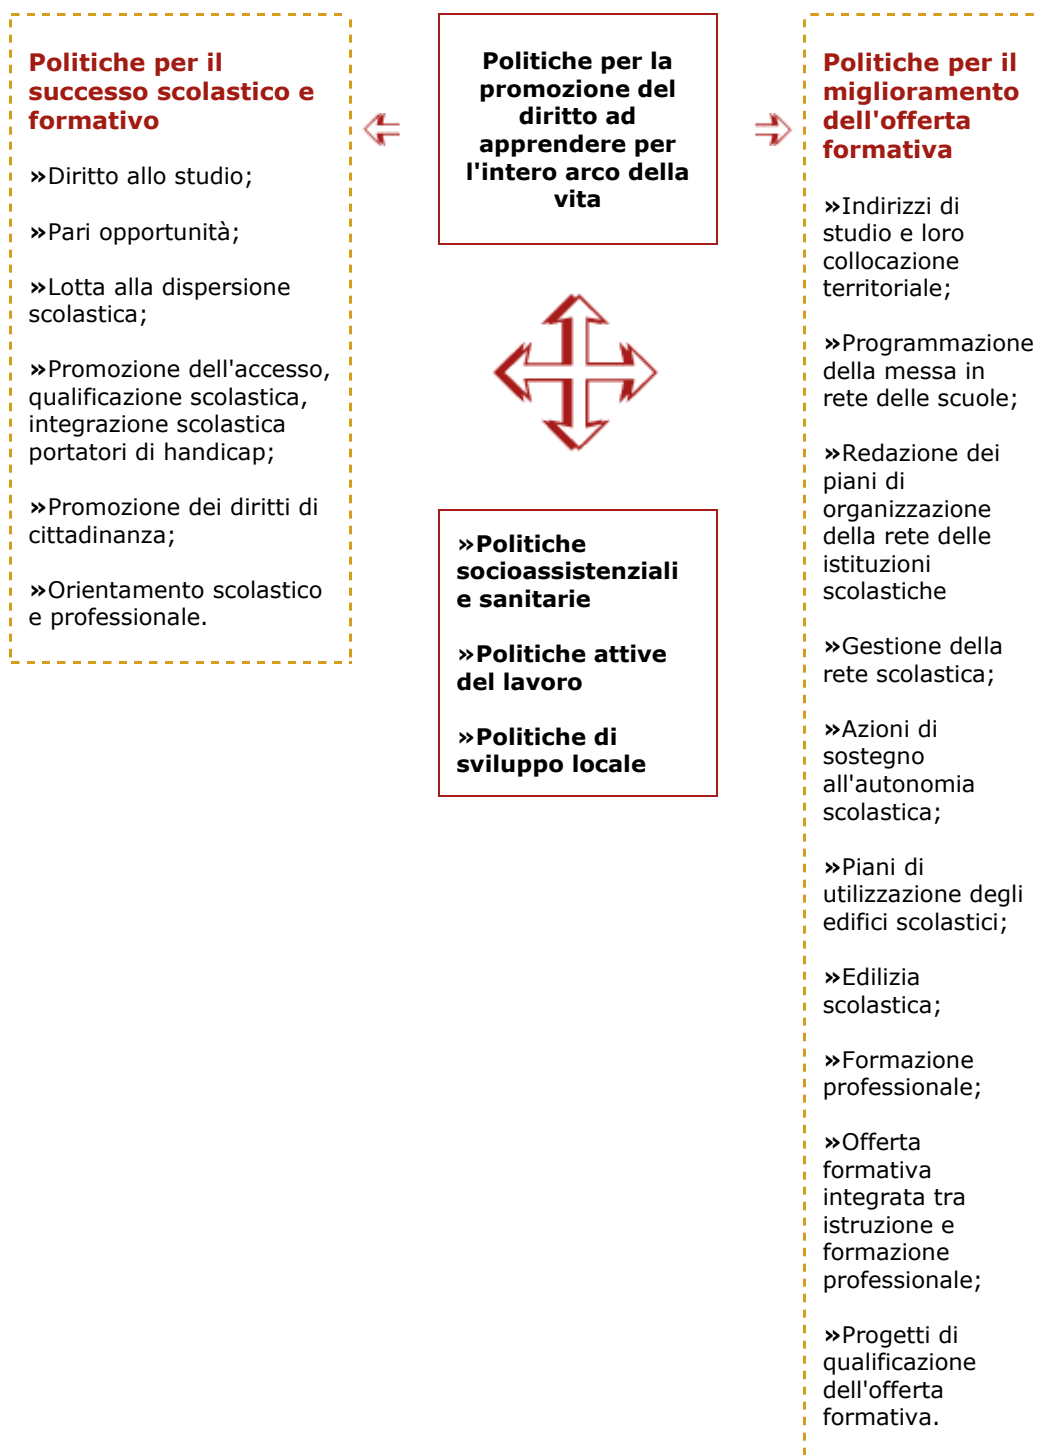 Politiche per il
successo scolastico e
formativo
»Diritto allo studio;
»Pari opportunità;
»Lotta alla dispersione
scolastica;
»Promozione dell'accesso,
qualificazione scolastica,
integrazione scolastica
portatori di handicap;
»Promozione dei diritti di
cittadinanza;
»Orientamento scolastico
e professionale.
Politiche per la
promozione del
diritto ad
apprendere per
l'intero arco della
vita
»Politiche
socioassistenziali
e sanitarie
»Politiche attive
del lavoro
»Politiche di
sviluppo locale
Politiche per il
miglioramento
dell'offerta
formativa
»Indirizzi di
studio e loro
collocazione
territoriale;
»Programmazione
della messa in
rete delle scuole;
»Redazione dei
piani di
organizzazione
della rete delle
istituzioni
scolastiche
»Gestione della
rete scolastica;
»Azioni di
sostegno
all'autonomia
scolastica;
»Piani di
utilizzazione degli
edifici scolastici;
»Edilizia
scolastica;
»Formazione
professionale;
»Offerta
formativa
integrata tra
istruzione e
formazione
professionale;
»Progetti di
qualificazione
dell'offerta
formativa.